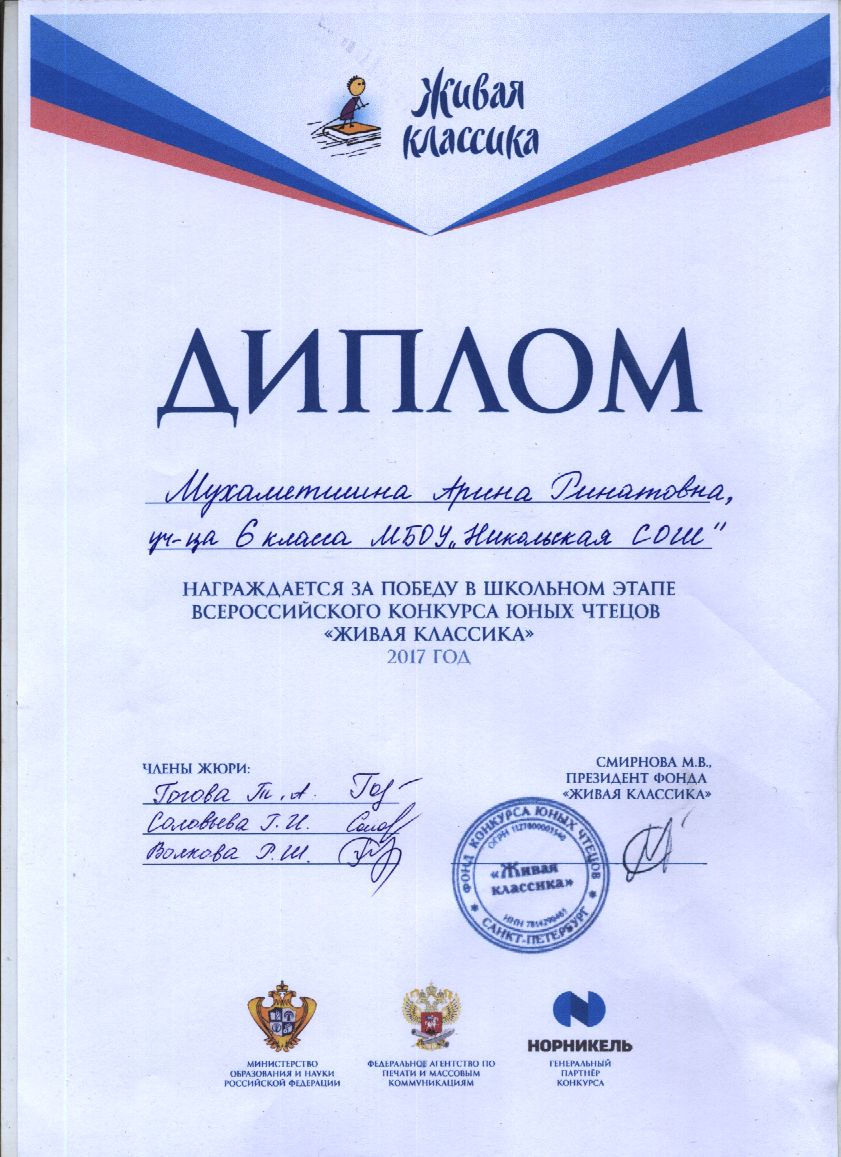 Живая
классика
ДИПЛОМ
Мухаметшина Арина Ринатовна,
уч-ца 6 класса МБОУ „Никольская СОШ"
НАГРАЖДАЕТСЯ ЗА ПОБЕДУ В ШКОЛЬНОМ ЭТАПЕ
ВСЕРОССИЙСКОГО КОНКУРСА ЮНЫХ ЧТЕЦОВ
«ЖИВАЯ КЛАССИКА»
2017 ГОД
ЧЛЕНЫ ЖЮРИ:
Гогова Т. А.
Соловьева Г. И.
Волкова Р. Ш.
СМИРНОВА М.В.,
ПРЕЗИДЕНТ ФОНДА
«ЖИВАЯ КЛАССИКА»
ФОНД КОНКУРСА ЮНЫХ ЧТЕЦОВ
ОГРН
«Живая
классика»
ИНН
* САНКТ-ПЕТЕРБУРГ *
МИНИСТЕРСТВО
ОБРАЗОВАНИЯ И НАУКИ
РОССИЙСКОЙ ФЕДЕРАЦИИ
ФЕДЕРАЛЬНОЕ АГЕНТСТВО ПО
ПЕЧАТИ И МАССОВЫМ
КОММУНИКАЦИЯМ
НОРНИКЕЛЬ
ГЕНЕРАЛЬНЫЙ
ПАРТНЁР
КОНКУРСА